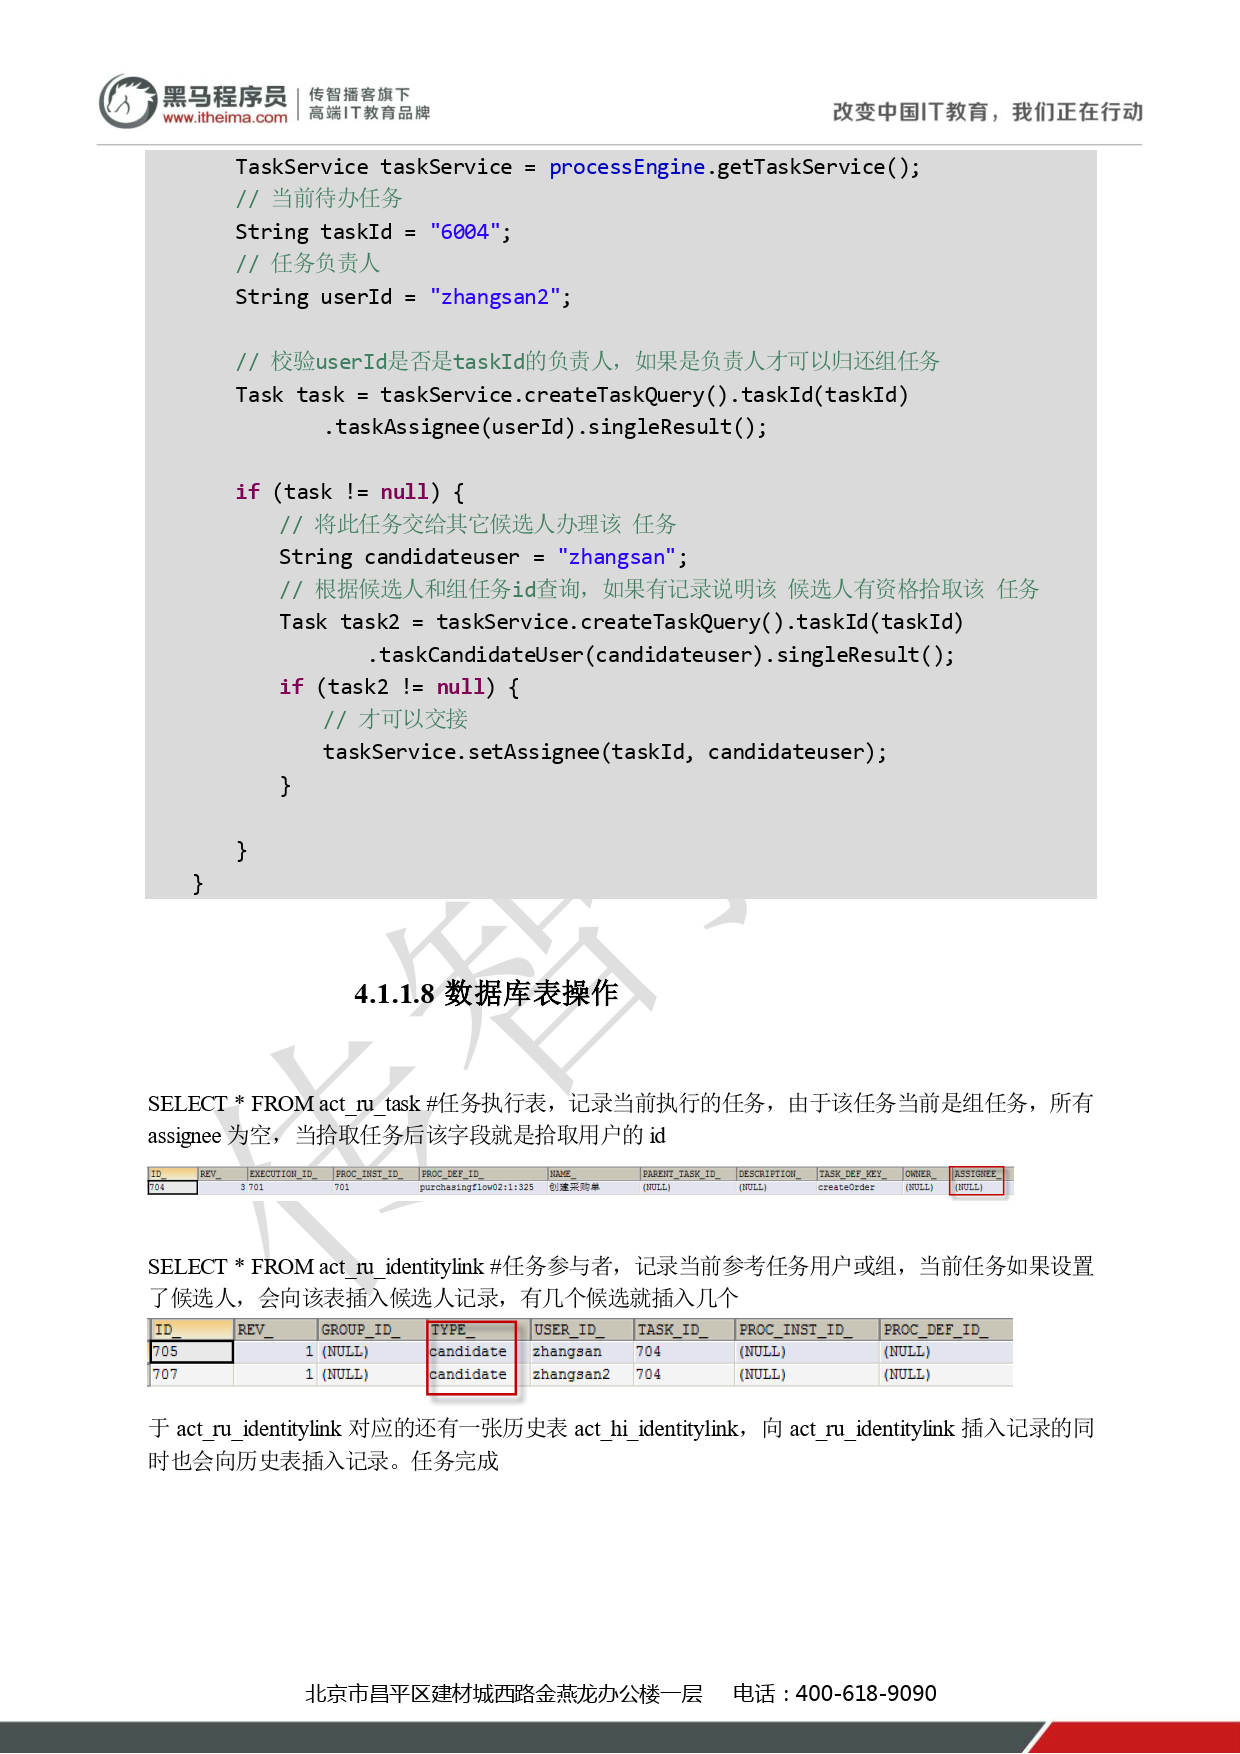 黑马程序员 传智播客旗下
www.itheima.com 高端IT教育品牌
改变中国IT教育，我们正在行动
TaskService taskService = processEngine.getTaskService();
// 当前待办任务
String taskId = "6004";
// 任务负责人
String userId = "zhangsan2";
// 校验userId是否是taskId的负责人，如果是负责人才可以归还组任务
Task task = taskService.createTaskQuery().taskId(taskId)
.taskAssignee(userId).singleResult();
if (task != null) {
// 将此任务交给其它候选人办理该 任务
String candidateuser = "zhangsan";
// 根据候选人和组任务id查询，如果有记录说明该 候选人有资格拾取该 任务
Task task2 = taskService.createTaskQuery().taskId(taskId)
.taskCandidateUser(candidateuser).singleResult();
if (task2 != null) {
// 才可以交接
taskService.setAssignee(taskId, candidateuser);
}
}
}
4.1.1.8 数据库表操作
SELECT * FROM act_ru_task #任务执行表，记录当前执行的任务，由于该任务当前是组任务，所有
assignee 为空，当拾取任务后该字段就是拾取用户的 id
ID_ REV_ EXECUTION_ID_ PROC_INST_ID_ PROC_DEF_ID_ NAME_ PARENT_TASK_ID_ DESCRIPTION_ TASK_DEF_KEY_ OWNER_ ASSIGNEE_
704 3 701 701 purchasingflow02:1:325 创建采购单 (NULL) (NULL) createOrder (NULL) (NULL)
SELECT * FROM act_ru_identitylink #任务参与者，记录当前参考任务用户或组，当前任务如果设置
了候选人，会向该表插入候选人记录，有几个候选就插入几个
ID_ REV_ GROUP_ID_ TYPE_ USER_ID_ TASK_ID_ PROC_INST_ID_ PROC_DEF_ID_
705 1 (NULL) candidate zhangsan 704 (NULL) (NULL)
707 1 (NULL) candidate zhangsan2 704 (NULL) (NULL)
于 act_ru_identitylink 对应的还有一张历史表 act_hi_identitylink，向 act_ru_identitylink 插入记录的同
时也会向历史表插入记录。任务完成
北京市昌平区建材城西路金燕龙办公楼一层 电话：400-618-9090